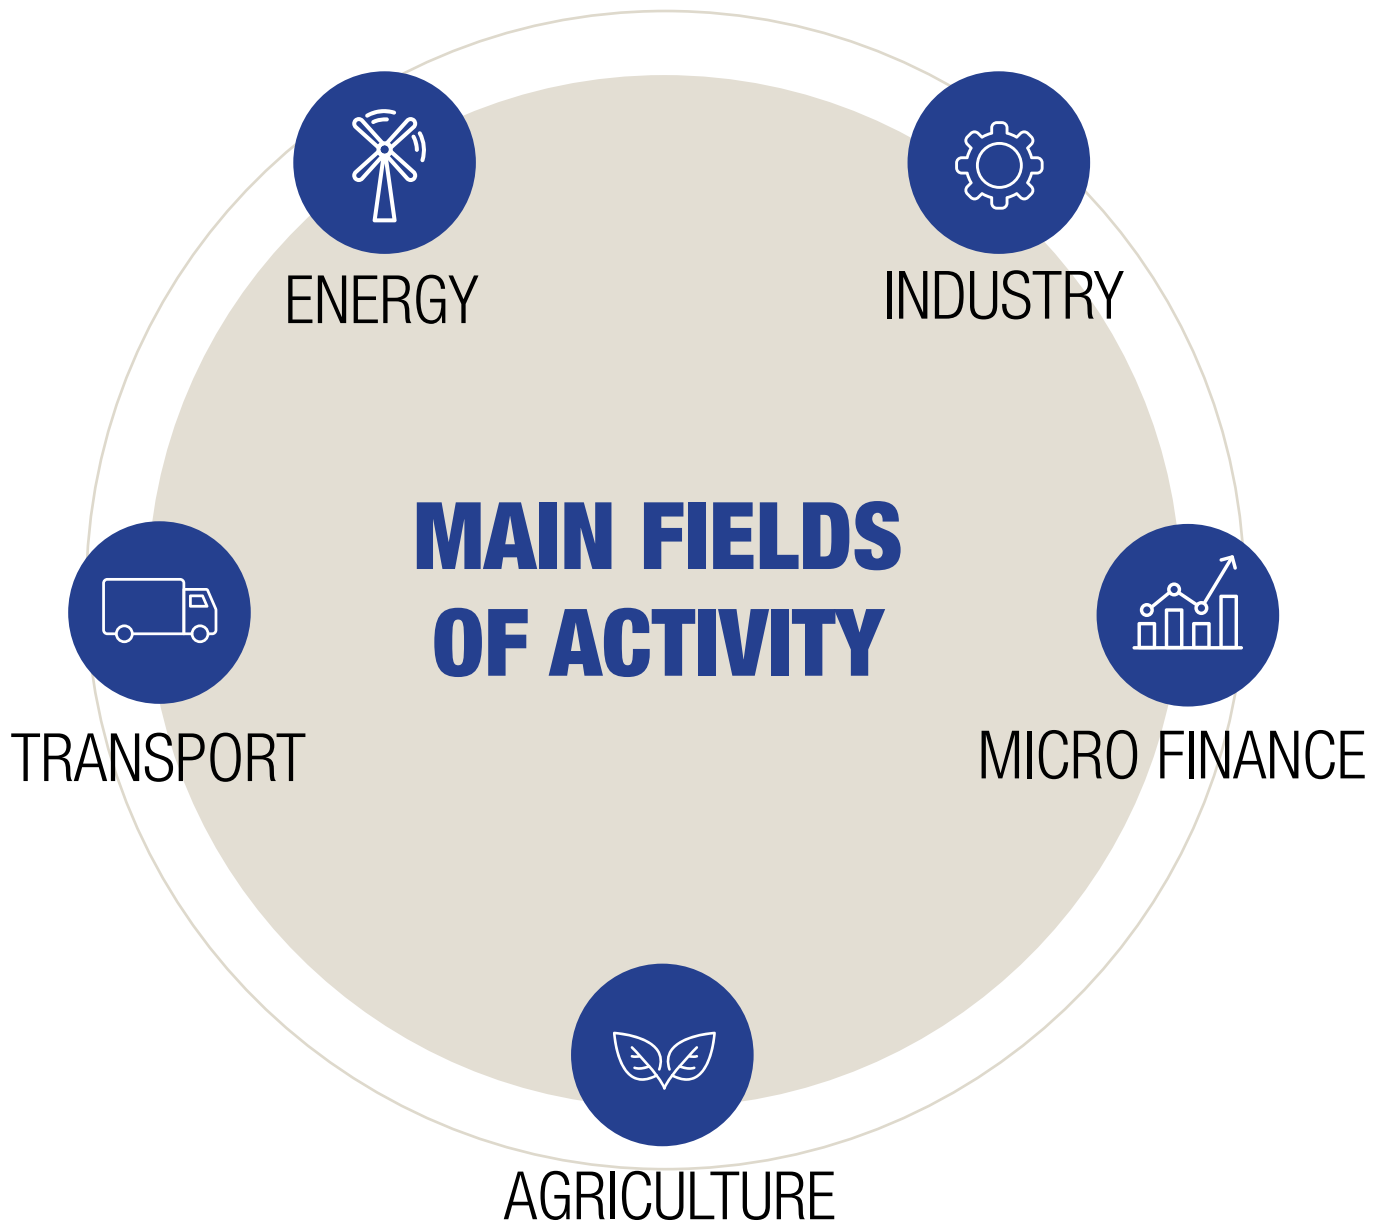 ENERGY
INDUSTRY
MAIN FIELDS
OF ACTIVITY
TRANSPORT
MICRO FINANCE
AGRICULTURE